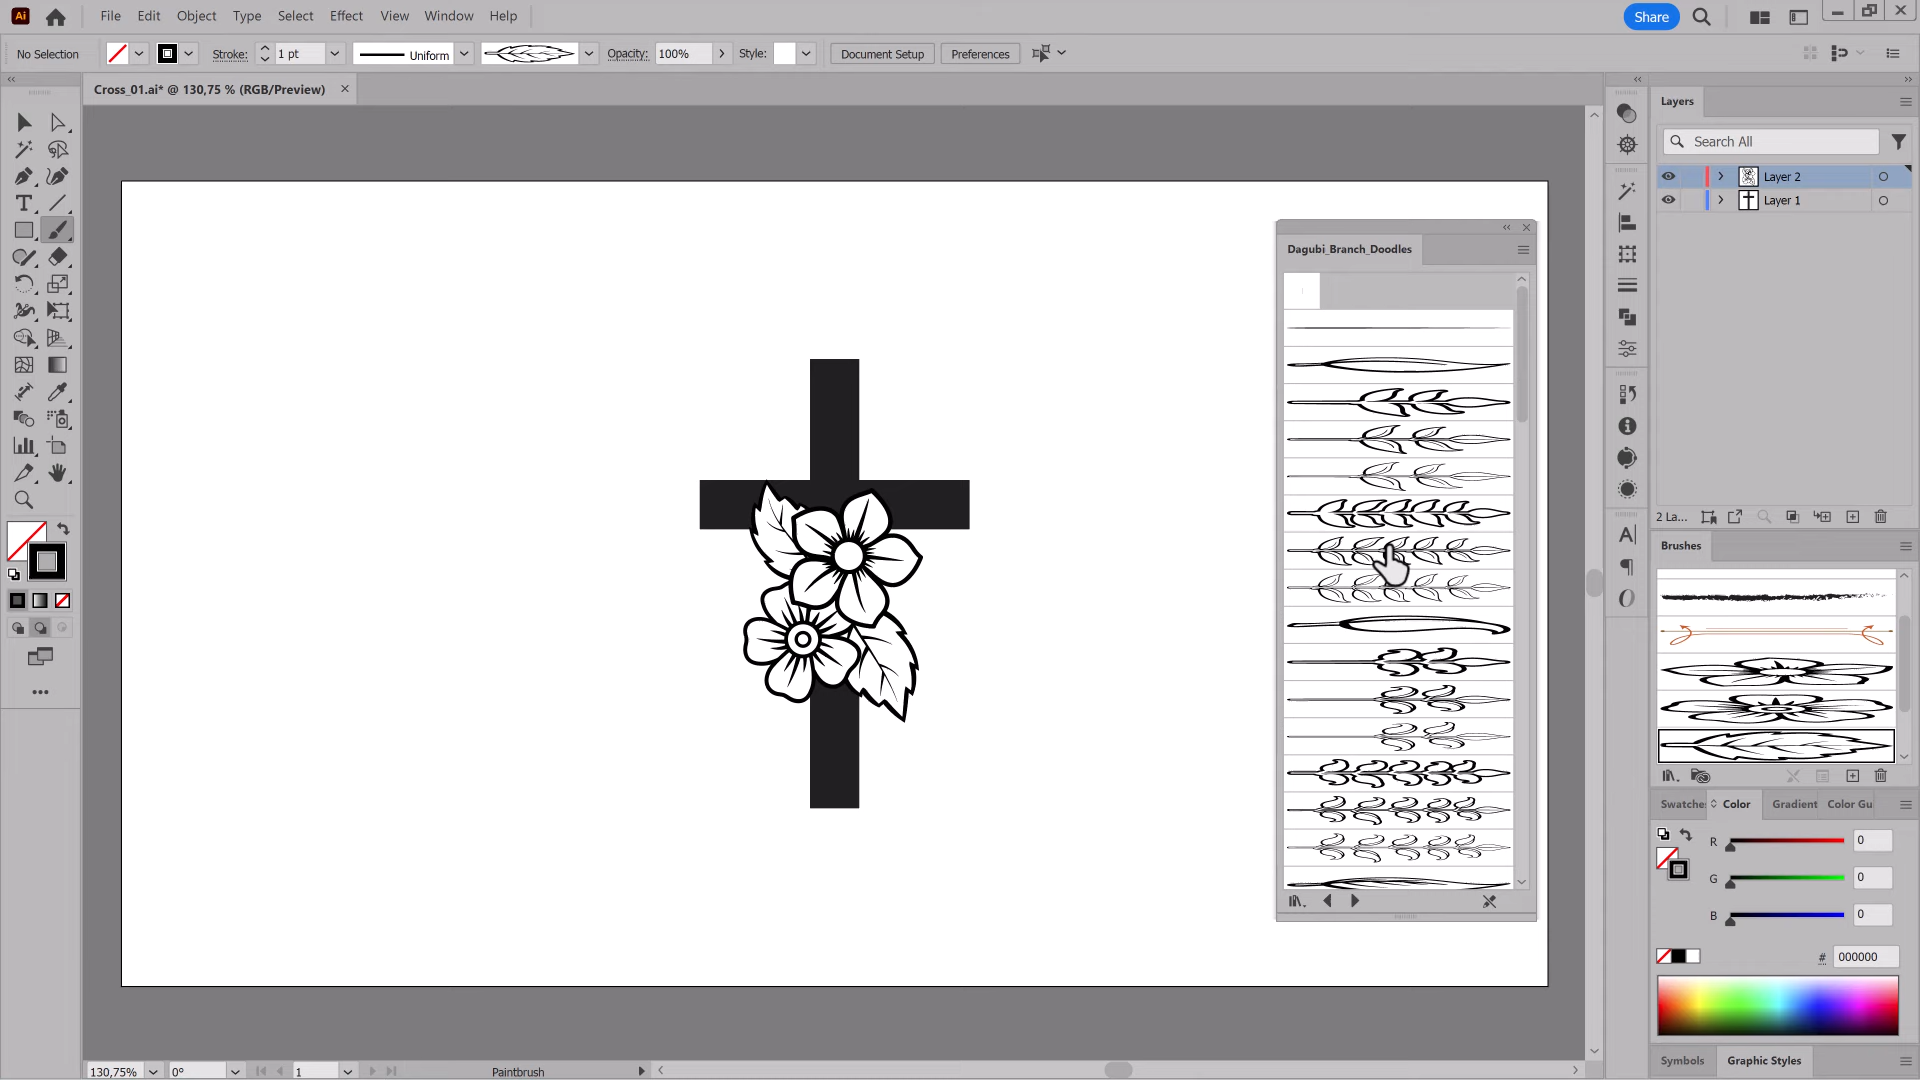 Ai File Edit Object Type Select Effect View Window Help Share
No Selection Stroke: 1 pt Uniform Opacity: 100% Style: Document Setup Preferences
Cross_01.ai* @ 130,75 % (RGB/Preview)
Layers
Search All
Layer 2
Layer 1
Dagubi_Branch_Doodles
2 La...
Brushes
Swatches Color Gradient Color Gu
R 0
G 0
B 0
# 000000
Symbols Graphic Styles
130,75% 0° 1 Paintbrush